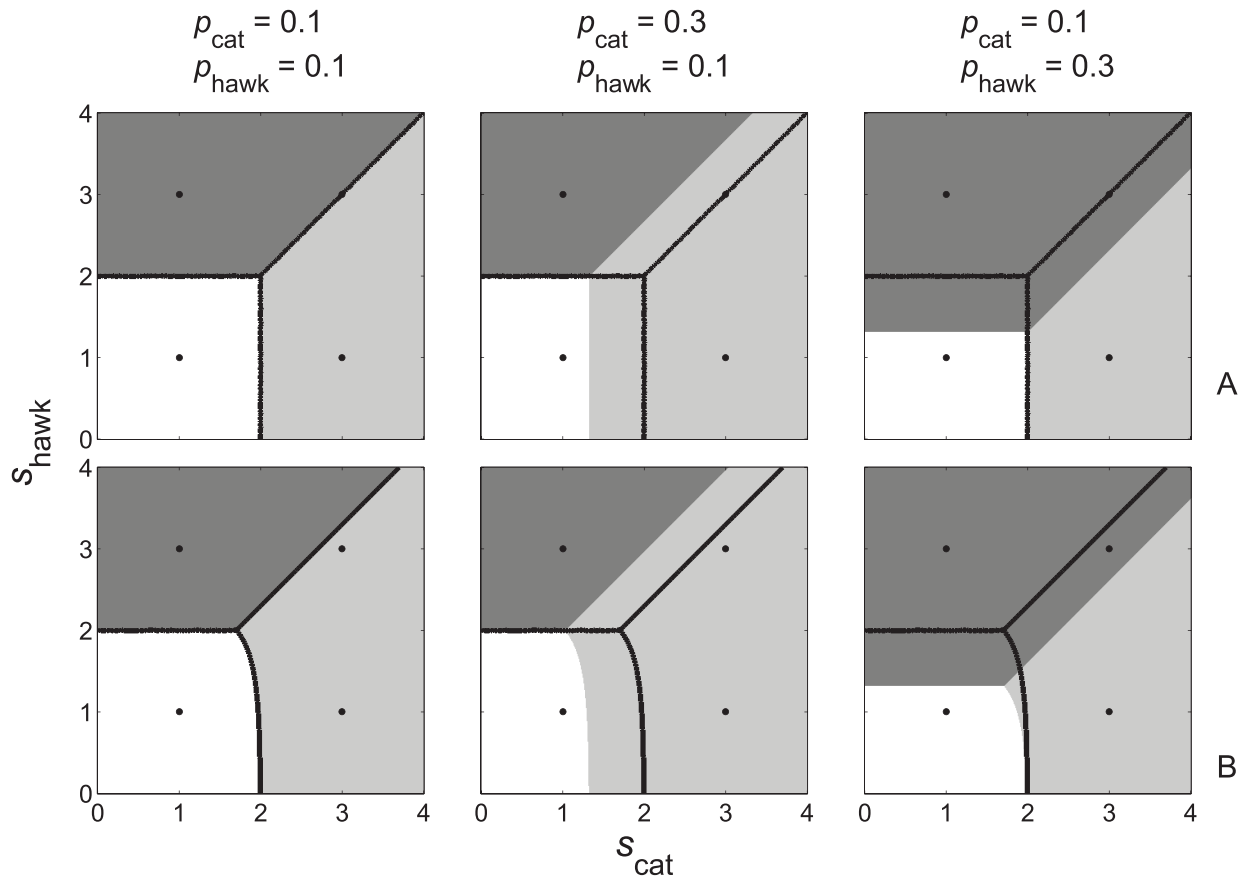 p_cat = 0.1
p_hawk = 0.1
p_cat = 0.3
p_hawk = 0.1
p_cat = 0.1
p_hawk = 0.3
4
3
2
1
0
A
s_hawk
4
3
2
1
0
B
0 1 2 3 4
0 1 2 3 4
0 1 2 3 4
s_cat